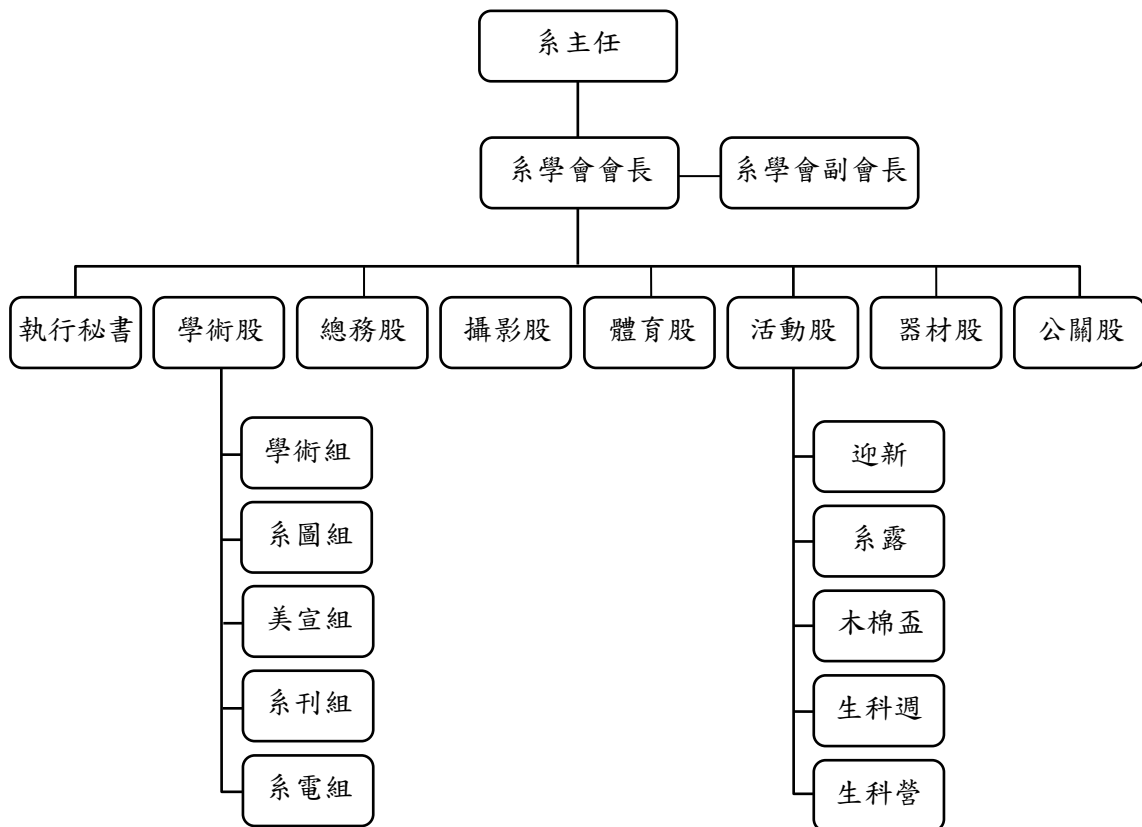 系主任
系學會會長
系學會副會長
執行秘書
學術股
總務股
攝影股
體育股
活動股
器材股
公關股
學術組
系圖組
美宣組
系刊組
系電組
迎新
系露
木棉盃
生科週
生科營